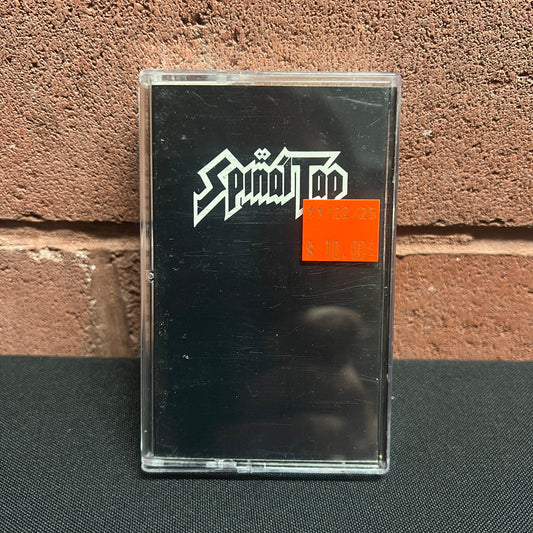 Spın̈al Tap
11/22/25
$ 10.00